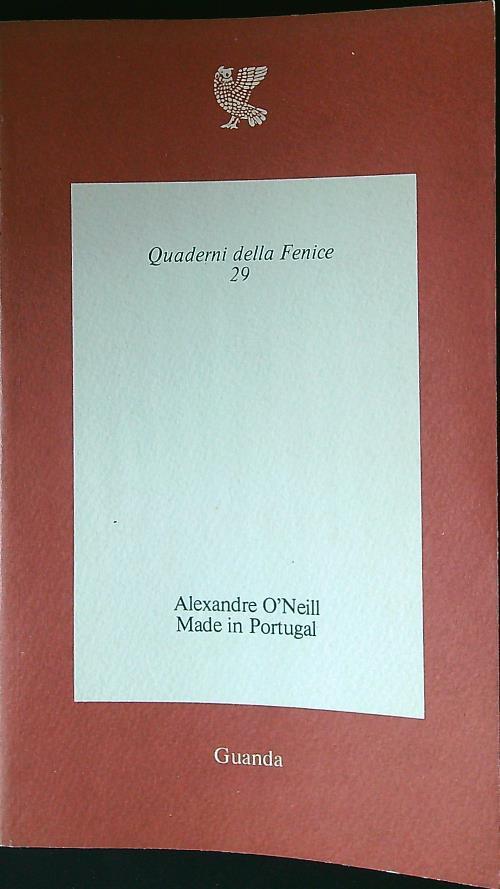 Quaderni della Fenice
29
Alexandre O'Neill
Made in Portugal
Guanda